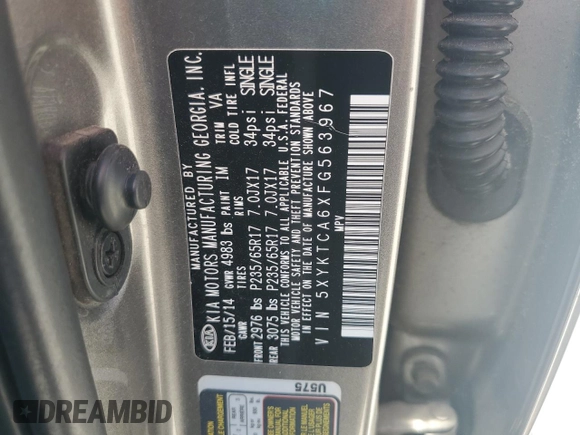 MANUFACTURED BY
KIA KIA MOTORS MANUFACTURING GEORGIA, INC.
FEB/15/14 GVWR 4983 lbs PAINT IM TRIM VA
GAWR TIRES RIMS COLD TIRE INFL
FRONT 2976 lbs P235/65R17 7.0JX17 34psi SINGLE
REAR 3075 lbs P235/65R17 7.0JX17 34psi SINGLE
THIS VEHICLE CONFORMS TO ALL APPLICABLE U.S.A. FEDERAL
MOTOR VEHICLE SAFETY AND THEFT PREVENTION STANDARDS
IN EFFECT ON THE DATE OF MANUFACTURE SHOWN ABOVE
VIN 5XYKTCA6XFG563967
MPV
U575
DREAMBID